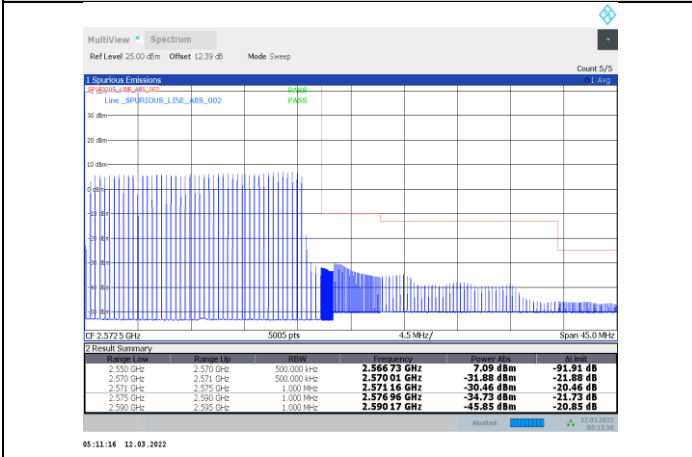 MultiView Spectrum
Ref Level 25.00 dBm Offset 12.39 dB Mode Sweep
Count 5/5
1 Spurious Emissions 1 Avg
SPURIOUS_LINE_ABS_002 PASS
Line _SPURIOUS_LINE_ABS_002 PASS
30 dBm
20 dBm
10 dBm
0 dBm
-10 dBm
-20 dBm
-30 dBm
-40 dBm
-50 dBm
CF 2.5725 GHz 5005 pts 4.5 MHz/ Span 45.0 MHz
2 Result Summary
Range Low Range Up RBW Frequency Power Abs ΔLimit
2.550 GHz 2.570 GHz 500.000 kHz 2.566 73 GHz 7.09 dBm -91.91 dB
2.570 GHz 2.571 GHz 500.000 kHz 2.570 01 GHz -31.88 dBm -21.88 dB
2.571 GHz 2.575 GHz 1.000 MHz 2.571 16 GHz -30.46 dBm -20.46 dB
2.575 GHz 2.590 GHz 1.000 MHz 2.576 96 GHz -34.73 dBm -21.73 dB
2.590 GHz 2.595 GHz 1.000 MHz 2.590 17 GHz -45.85 dBm -20.85 dB
Aborted 12.03.2022
05:11:16
05:11:16 12.03.2022